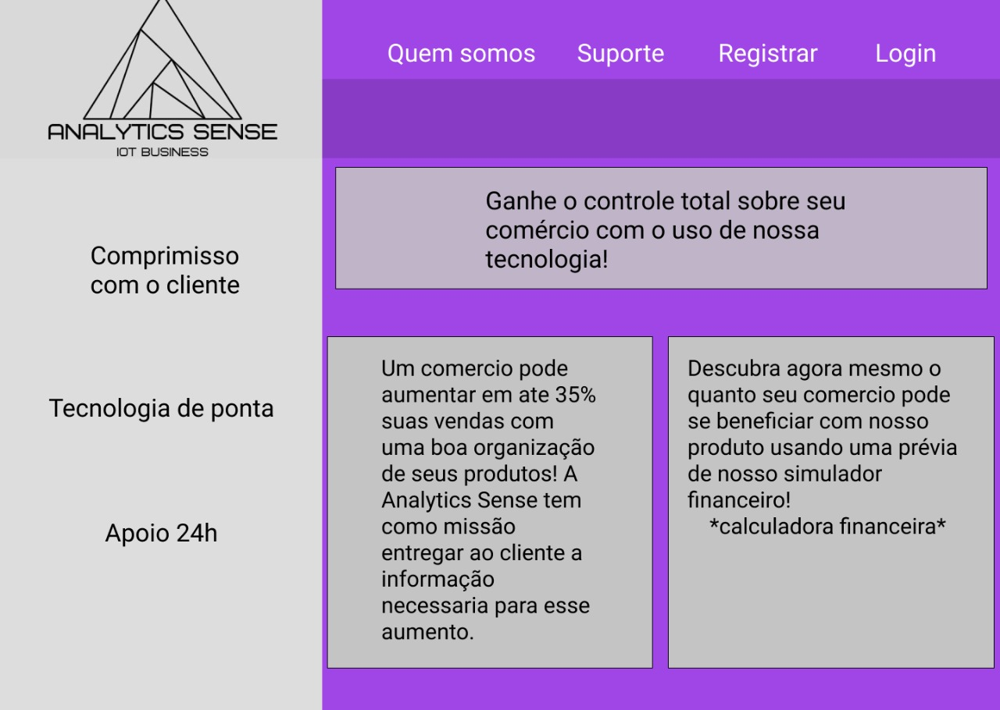 ANALYTICS SENSE
IOT BUSINESS
Quem somos
Suporte
Registrar
Login
Comprimisso
com o cliente
Tecnologia de ponta
Apoio 24h
Ganhe o controle total sobre seu
comércio com o uso de nossa
tecnologia!
Um comercio pode
aumentar em ate 35%
suas vendas com
uma boa organização
de seus produtos! A
Analytics Sense tem
como missão
entregar ao cliente a
informação
necessaria para esse
aumento.
Descubra agora mesmo o
quanto seu comercio pode
se beneficiar com nosso
produto usando uma prévia
de nosso simulador
financeiro!
*calculadora financeira*